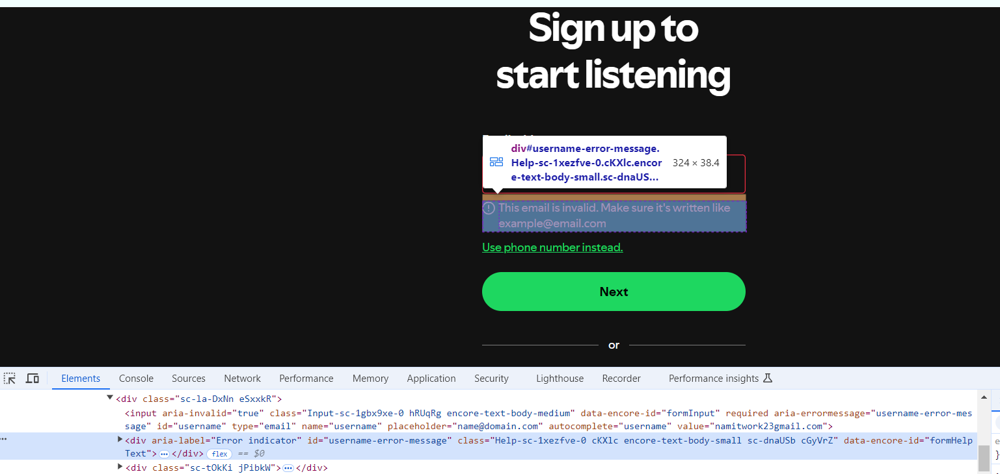 Sign up to
start listening
div#username-error-message.
Help-sc-1xezfve-0.cKXlc.encor
e-text-body-small.sc-dnaUS...
324 × 38.4
This email is invalid. Make sure it's written like
example@email.com
Use phone number instead.
Next
or
Elements Console Sources Network Performance Memory Application Security Lighthouse Recorder Performance insights
<div class="sc-la-DxNn eSxxkR">
<input aria-invalid="true" class="Input-sc-1gbx9xe-0 hRUqRg encore-text-body-medium" data-encore-id="formInput" required aria-errormessage="username-error-mes
sage" id="username" type="email" name="username" placeholder="name@domain.com" autocomplete="username" value="namitwork23gmail.com">
<div aria-label="Error indicator" id="username-error-message" class="Help-sc-1xezfve-0 cKXlc encore-text-body-small sc-dnaUSb cGyVrZ" data-encore-id="formHelp
Text">…</div> flex == $0
<div class="sc-tOkKi jPibkW">…</div>
e
}